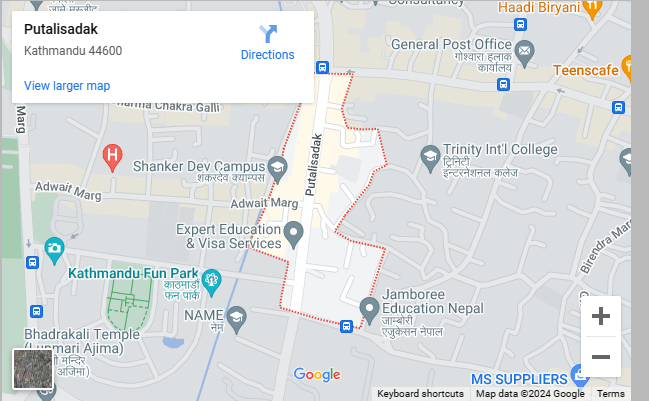 Consultancy
Haadi Biryani
Putalisadak
Kathmandu 44600
Directions
View larger map
General Post Office
गोश्वारा हुलाक
कार्यालय
Teenscafe
Chakra Galli
Marg
Putalisadak
Trinity Int'l College
ट्रिनिटी
इन्टरनेशनल कलेज
Shanker Dev Campus
शंकरदेव क्याम्पस
Adwait Marg
Adwait Marg
Expert Education
& Visa Services
Birendra Marg
Kathmandu Fun Park
काठमाडौं
फन पार्क
NAME
नेम
Jamboree
Education Nepal
जाम्बोरी
एजुकेसन नेपाल
Bhadrakali Temple
(Lunmari Ajima)
मन्दिर
अजिमा)
Google
MS SUPPLIERS
Keyboard shortcuts
Map data ©2024 Google
Terms